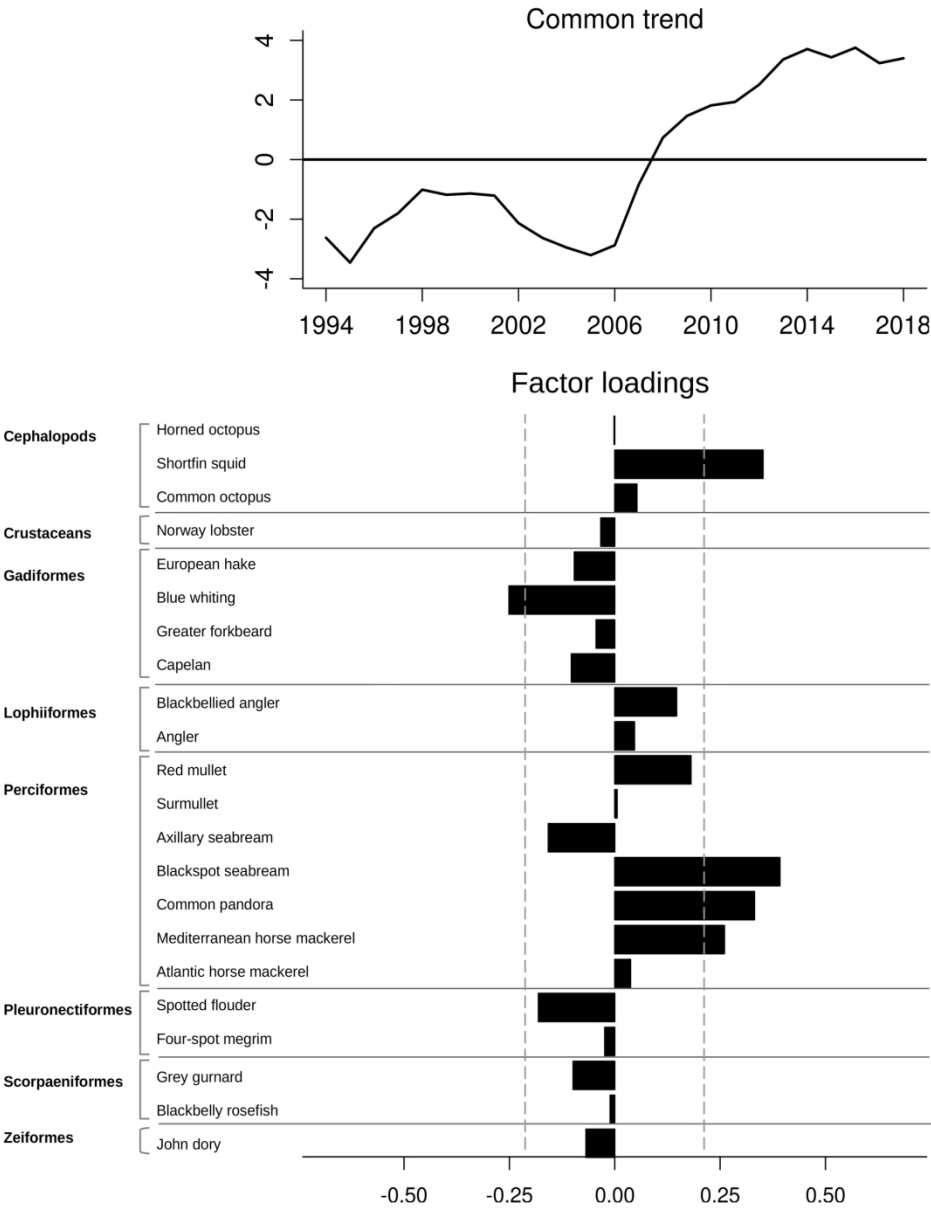 Common trend
4
2
0
-2
-4
1994 1998 2002 2006 2010 2014 2018
Factor loadings
Cephalopods
Horned octopus
Shortfin squid
Common octopus
Crustaceans
Norway lobster
Gadiformes
European hake
Blue whiting
Greater forkbeard
Capelan
Lophiiformes
Blackbellied angler
Angler
Perciformes
Red mullet
Surmullet
Axillary seabream
Blackspot seabream
Common pandora
Mediterranean horse mackerel
Atlantic horse mackerel
Pleuronectiformes
Spotted flouder
Four-spot megrim
Scorpaeniformes
Grey gurnard
Blackbelly rosefish
Zeiformes
John dory
-0.50 -0.25 0.00 0.25 0.50